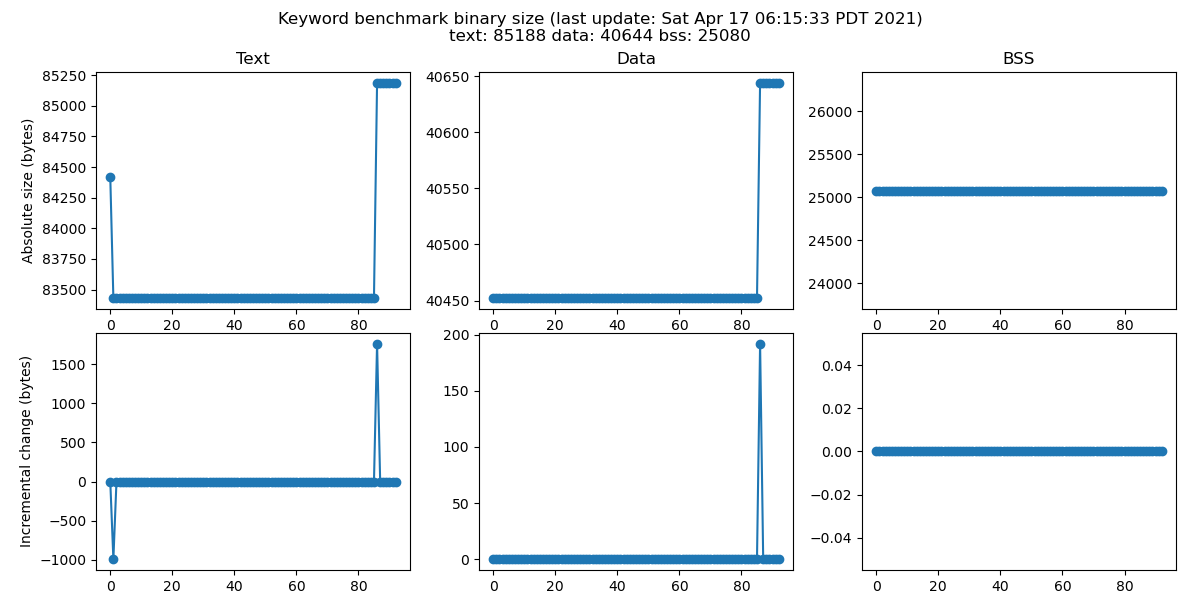 Keyword benchmark binary size (last update: Sat Apr 17 06:15:33 PDT 2021)
text: 85188 data: 40644 bss: 25080
Text
Data
BSS
Absolute size (bytes)
85250
85000
84750
84500
84250
84000
83750
83500
0 20 40 60 80
40650
40600
40550
40500
40450
0 20 40 60 80
26000
25500
25000
24500
24000
0 20 40 60 80
Incremental change (bytes)
1500
1000
500
0
−500
−1000
0 20 40 60 80
200
150
100
50
0
0 20 40 60 80
0.04
0.02
0.00
−0.02
−0.04
0 20 40 60 80